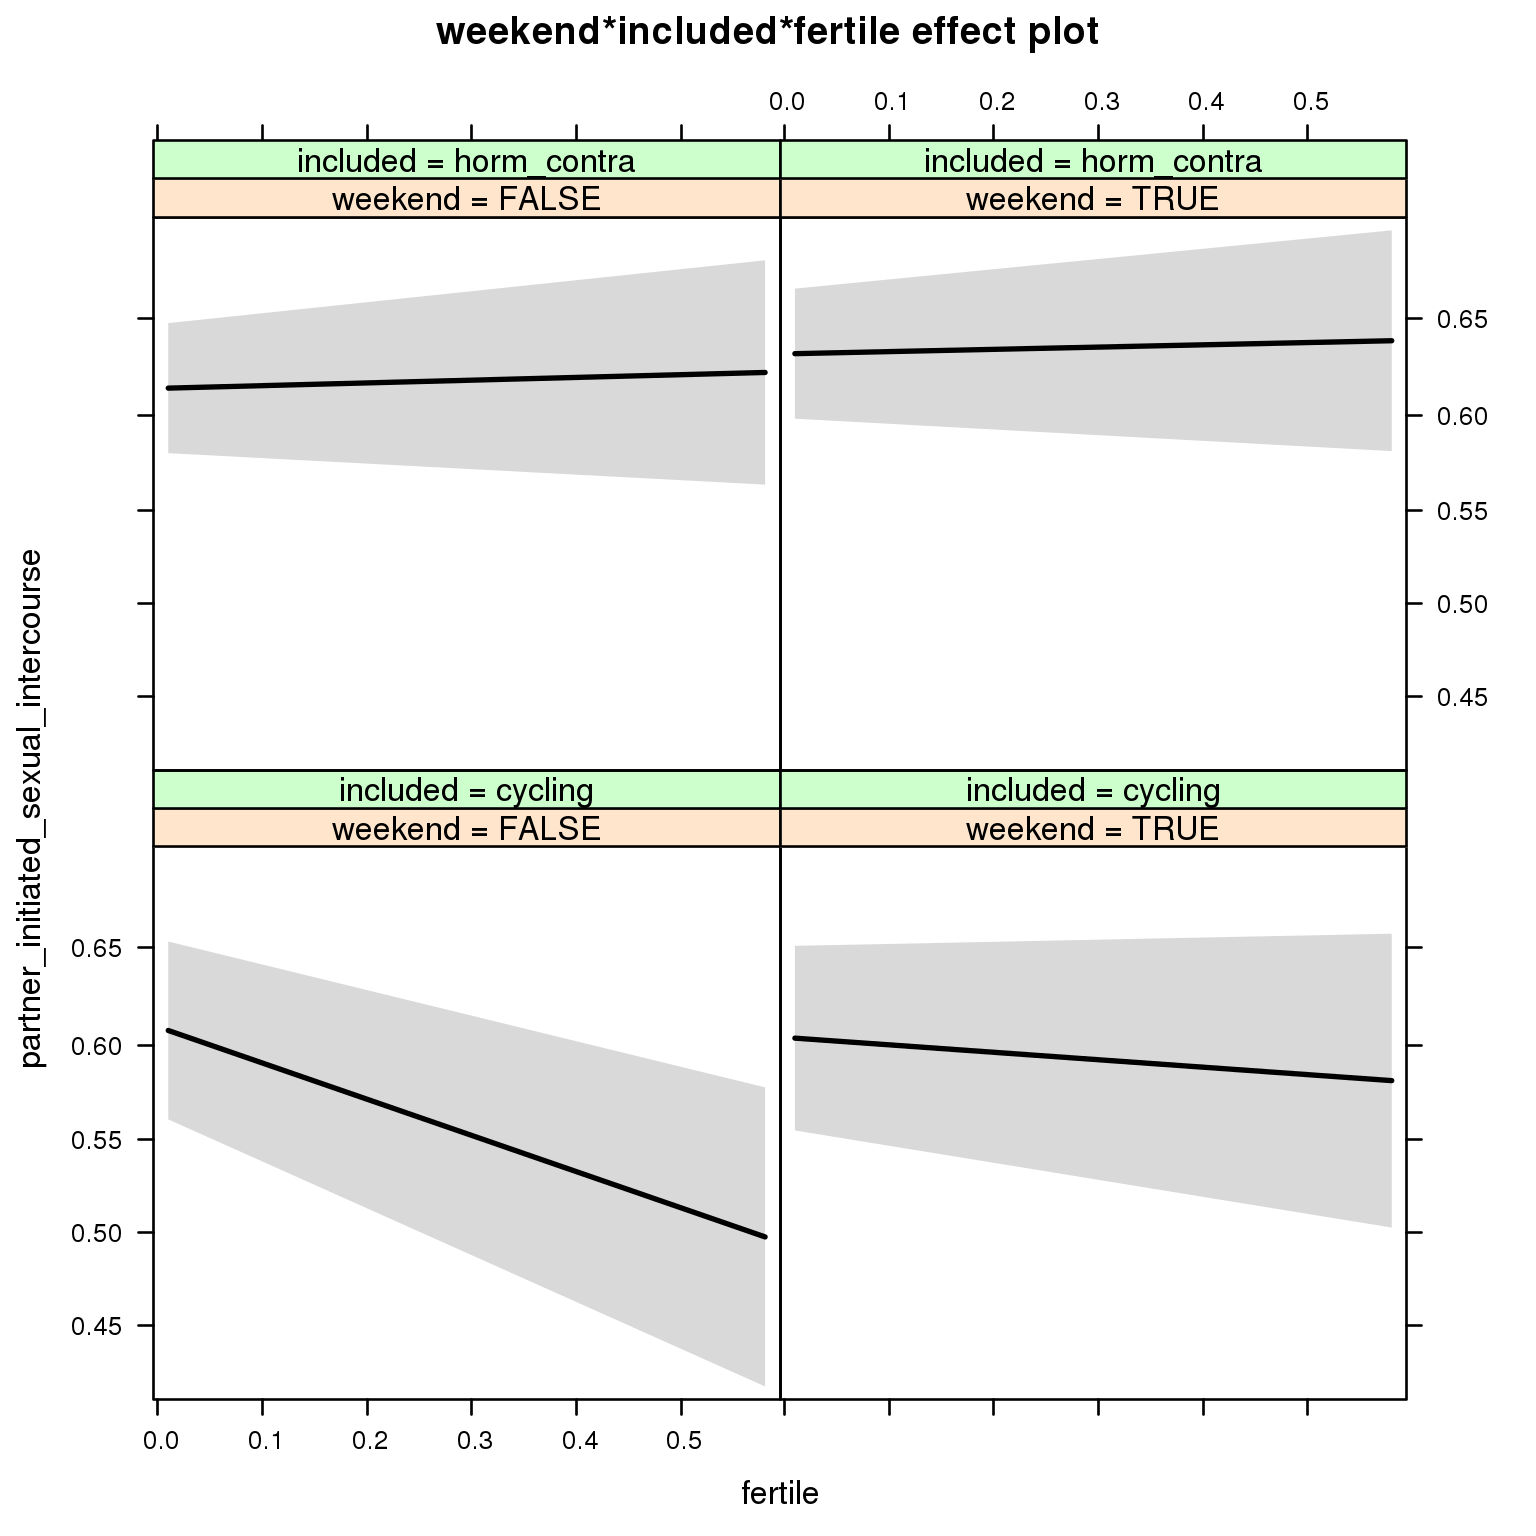 weekend*included*fertile effect plot
0.0 0.1 0.2 0.3 0.4 0.5
included = horm_contra included = horm_contra
weekend = FALSE weekend = TRUE
0.65
0.60
0.55
0.50
0.45
partner_initiated_sexual_intercourse
included = cycling included = cycling
weekend = FALSE weekend = TRUE
0.65
0.60
0.55
0.50
0.45
0.0 0.1 0.2 0.3 0.4 0.5
fertile